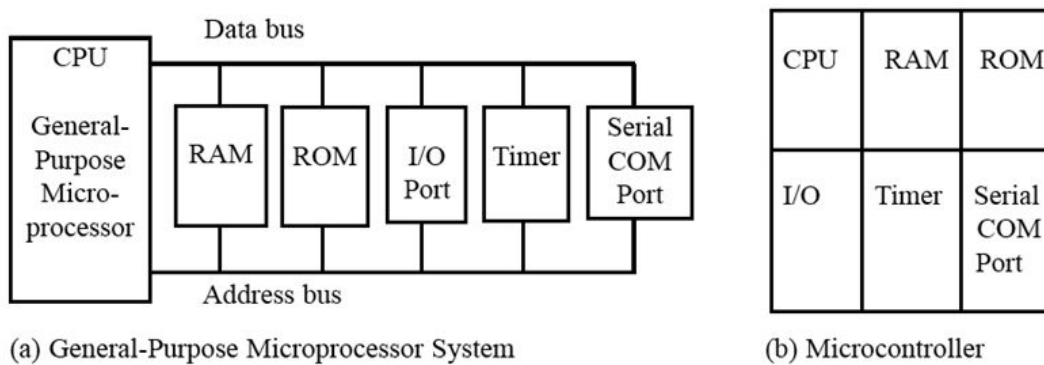 Data bus
CPU
General-
Purpose
Micro-
processor
RAM
ROM
I/O
Port
Timer
Serial
COM
Port
Address bus
(a) General-Purpose Microprocessor System
CPU
RAM
ROM
I/O
Timer
Serial
COM
Port
(b) Microcontroller